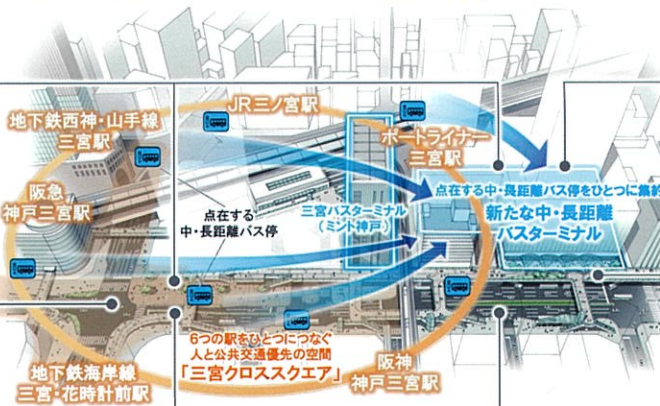 JR三ノ宮駅
地下鉄西神・山手線
三宮駅
ポートライナー
三宮駅
阪急
神戸三宮駅
点在する
中・長距離バス停
三宮バスターミナル
(ミント神戸)
点在する中・長距離バス停をひとつに集約
新たな中・長距離
バスターミナル
6つの駅をひとつにつなぐ
人と公共交通優先の空間
「三宮クロススクエア」
阪神
神戸三宮駅
地下鉄海岸線
三宮・花時計前駅